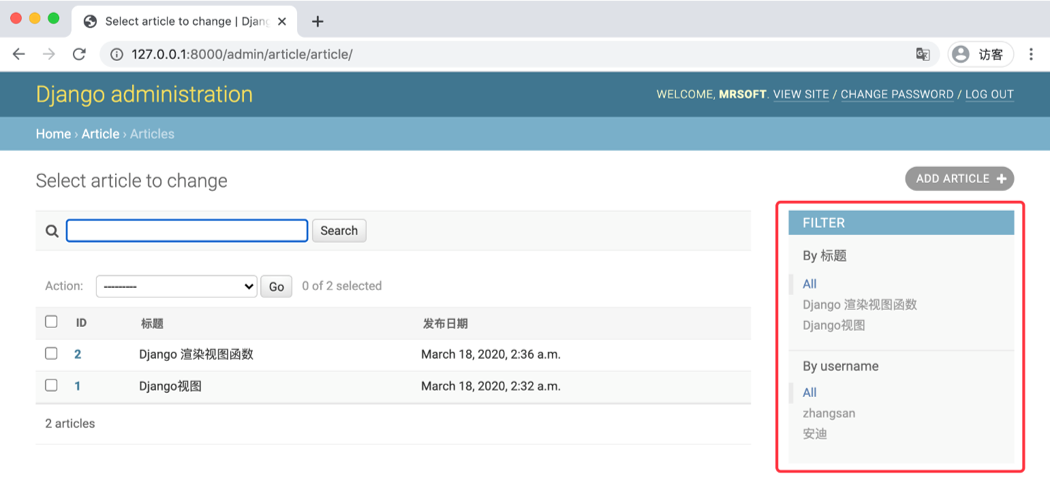 Select article to change | Djang
127.0.0.1:8000/admin/article/article/
访客
Django administration
WELCOME, MRSOFT. VIEW SITE / CHANGE PASSWORD / LOG OUT
Home › Article › Articles
Select article to change
ADD ARTICLE +
Search
Action: --------- Go 0 of 2 selected
ID 标题 发布日期
2 Django 渲染视图函数 March 18, 2020, 2:36 a.m.
1 Django视图 March 18, 2020, 2:32 a.m.
2 articles
FILTER
By 标题
All
Django 渲染视图函数
Django视图
By username
All
zhangsan
安迪